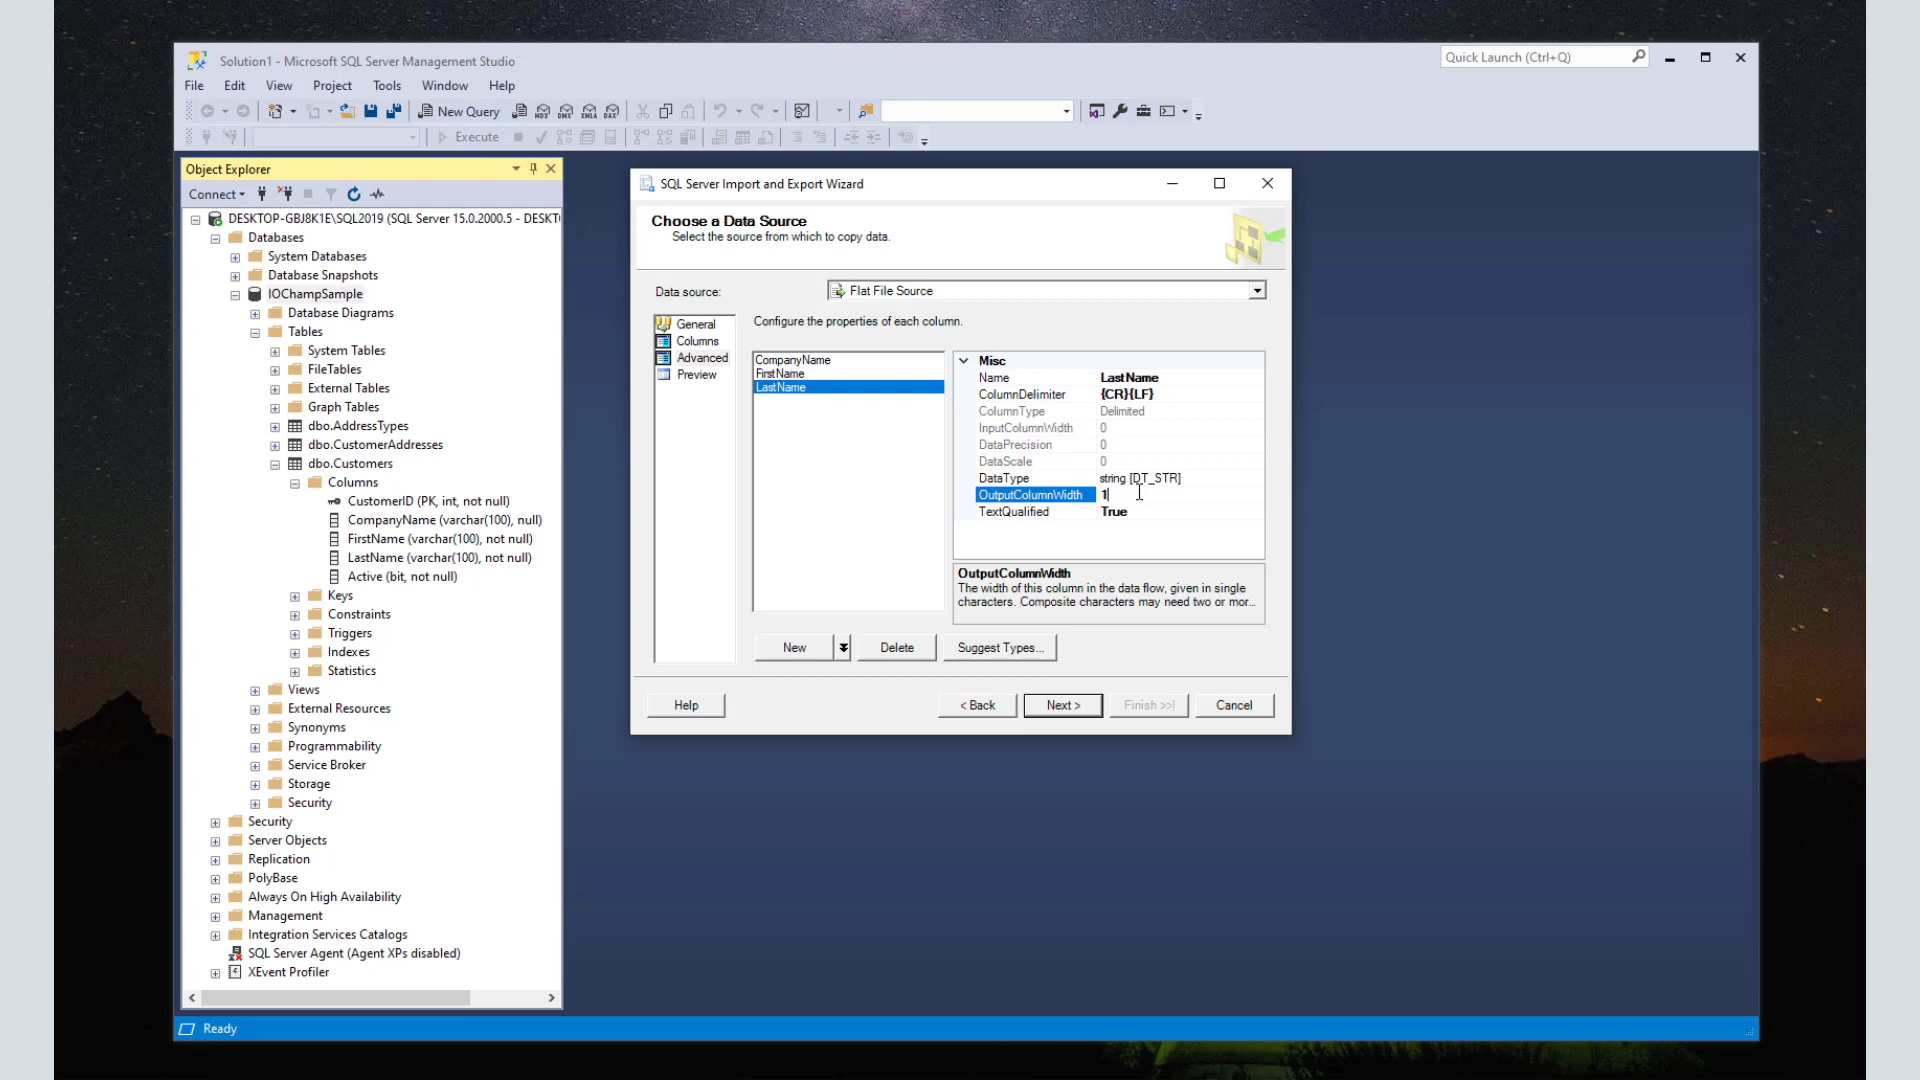 Solution1 - Microsoft SQL Server Management Studio
Quick Launch (Ctrl+Q)
File Edit View Project Tools Window Help
New Query MDX DMX XMLA DAX
Execute
Object Explorer
Connect
DESKTOP-GBJ8K1E\SQL2019 (SQL Server 15.0.2000.5 - DESKT
Databases
System Databases
Database Snapshots
IOChampSample
Database Diagrams
Tables
System Tables
FileTables
External Tables
Graph Tables
dbo.AddressTypes
dbo.CustomerAddresses
dbo.Customers
Columns
CustomerID (PK, int, not null)
CompanyName (varchar(100), null)
FirstName (varchar(100), not null)
LastName (varchar(100), not null)
Active (bit, not null)
Keys
Constraints
Triggers
Indexes
Statistics
Views
External Resources
Synonyms
Programmability
Service Broker
Storage
Security
Security
Server Objects
Replication
PolyBase
Always On High Availability
Management
Integration Services Catalogs
SQL Server Agent (Agent XPs disabled)
XEvent Profiler
SQL Server Import and Export Wizard
Choose a Data Source
Select the source from which to copy data.
Data source: Flat File Source
General
Columns
Advanced
Preview
Configure the properties of each column.
CompanyName
FirstName
LastName
Misc
Name LastName
ColumnDelimiter {CR}{LF}
ColumnType Delimited
InputColumnWidth 0
DataPrecision 0
DataScale 0
DataType string [DT_STR]
OutputColumnWidth 1
TextQualified True
OutputColumnWidth
The width of this column in the data flow, given in single
characters. Composite characters may need two or mor...
New Delete Suggest Types...
Help < Back Next > Finish >>| Cancel
Ready